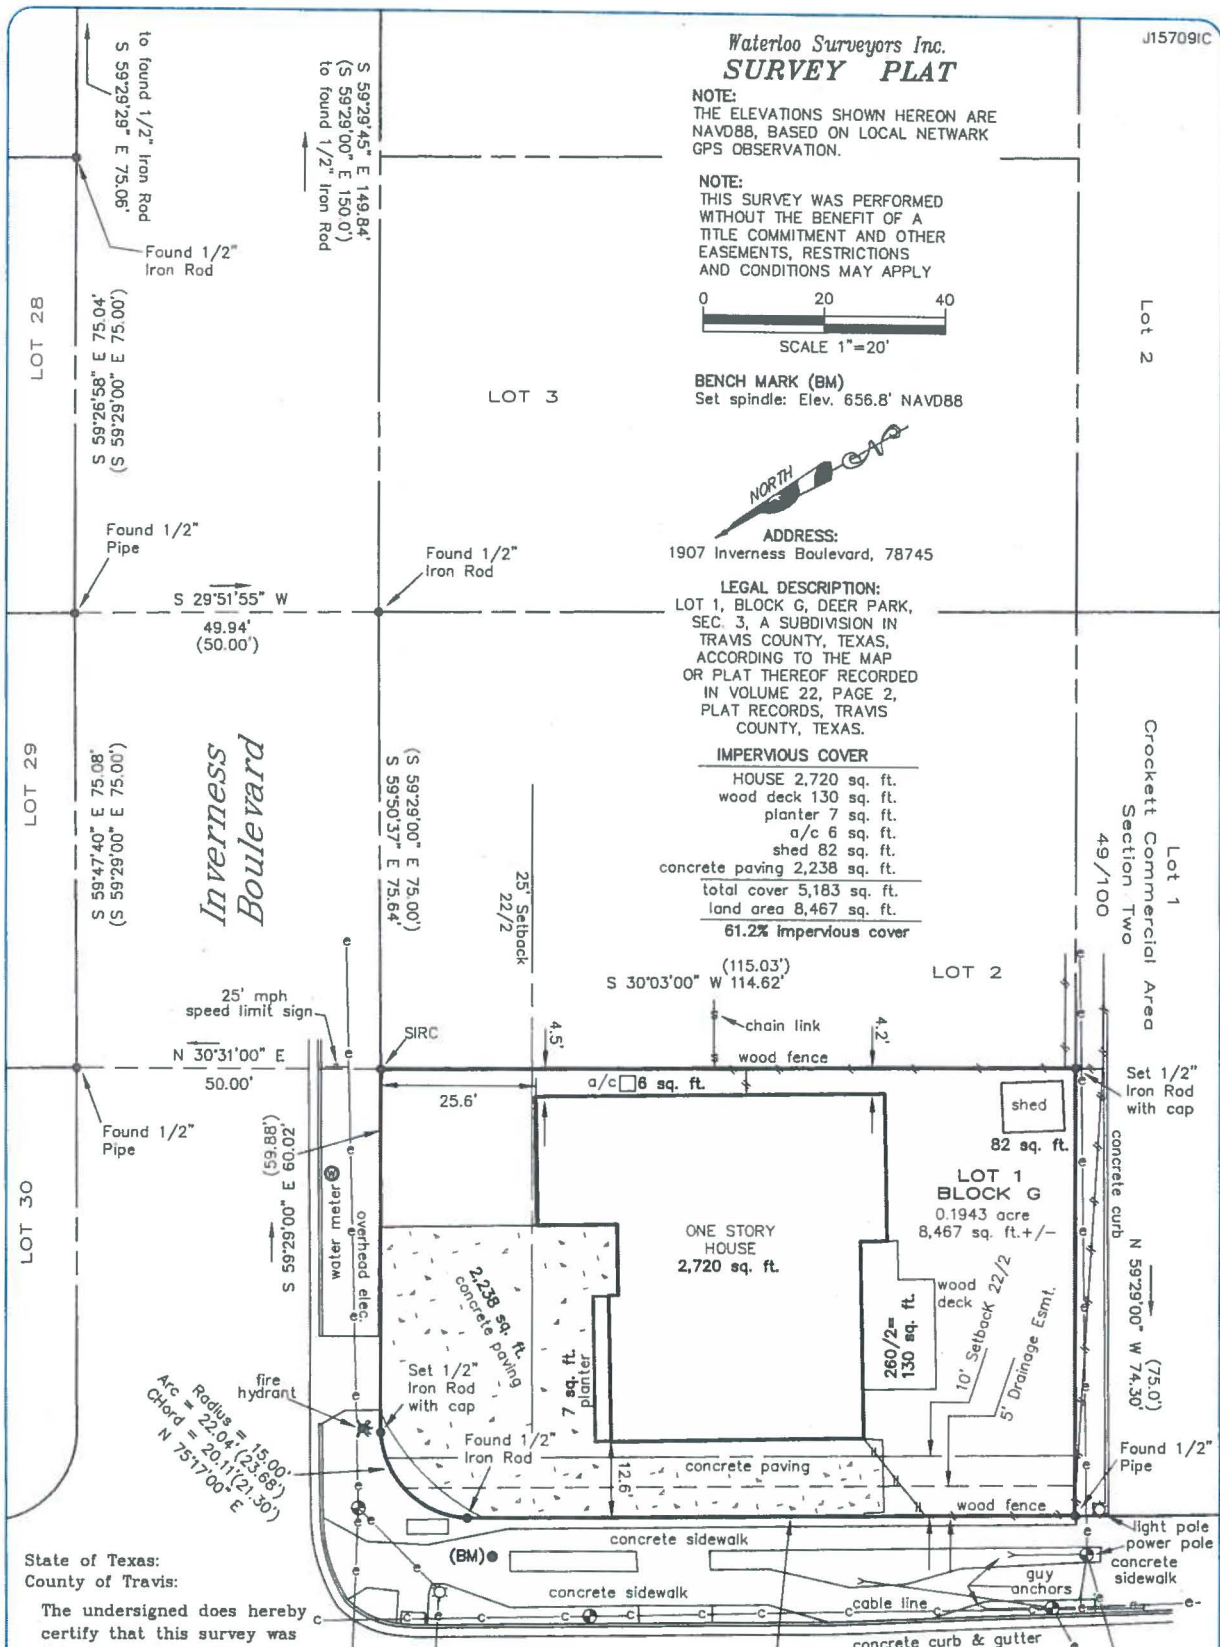 J15709IC
Waterloo Surveyors Inc.
SURVEY PLAT
NOTE:
THE ELEVATIONS SHOWN HEREON ARE
NAVD88, BASED ON LOCAL NETWARK
GPS OBSERVATION.
NOTE:
THIS SURVEY WAS PERFORMED
WITHOUT THE BENEFIT OF A
TITLE COMMITMENT AND OTHER
EASEMENTS, RESTRICTIONS
AND CONDITIONS MAY APPLY
0 20 40
SCALE 1"=20'
BENCH MARK (BM)
Set spindle: Elev. 656.8' NAVD88
NORTH
ADDRESS:
1907 Inverness Boulevard, 78745
LEGAL DESCRIPTION:
LOT 1, BLOCK G, DEER PARK,
SEC. 3, A SUBDIVISION IN
TRAVIS COUNTY, TEXAS,
ACCORDING TO THE MAP
OR PLAT THEREOF RECORDED
IN VOLUME 22, PAGE 2,
PLAT RECORDS, TRAVIS
COUNTY, TEXAS.
IMPERVIOUS COVER
HOUSE 2,720 sq. ft.
wood deck 130 sq. ft.
planter 7 sq. ft.
a/c 6 sq. ft.
shed 82 sq. ft.
concrete paving 2,238 sq. ft.
total cover 5,183 sq. ft.
land area 8,467 sq. ft.
61.2% impervious cover
to found 1/2" Iron Rod
S 59°29'29" E 75.06'
S 59°29'45" E 149.84'
(S 59°29'00" E 150.0')
to found 1/2" Iron Rod
Found 1/2"
Iron Rod
LOT 28
S 59°26'58" E 75.04'
(S 59°29'00" E 75.00')
LOT 3
Lot 2
Found 1/2"
Pipe
Found 1/2"
Iron Rod
S 29°51'55" W
49.94'
(50.00')
LOT 29
S 59°47'40" E 75.08'
(S 59°29'00" E 75.00')
Inverness
Boulevard
(S 59°29'00" E 75.00')
S 59°50'37" E 75.64'
25' Setback
22/2
Lot 1
Crockett Commercial Area
Section Two
49/100
(115.03')
S 30°03'00" W 114.62'
LOT 2
25' mph
speed limit sign
SIRC
4.5'
chain link
4.2'
wood fence
N 30°31'00" E
50.00'
25.6'
a/c 6 sq. ft.
shed
82 sq. ft.
Set 1/2"
Iron Rod
with cap
Found 1/2"
Pipe
LOT 30
(59.88')
S 59°29'00" E 60.02'
water meter
overhead elec.
concrete curb
LOT 1
BLOCK G
0.1943 acre
8,467 sq. ft.+/-
ONE STORY
HOUSE
2,720 sq. ft.
2,238 sq. ft.
concrete paving
7 sq. ft.
planter
260/2=
130 sq. ft.
wood
deck
10' Setback 22/2
5' Drainage Esmt.
(75.0')
N 59°29'00" W 74.30'
Set 1/2"
Iron Rod
with cap
fire
hydrant
Radius = 15.00'
Arc = 22.04'(23.68')
CHord = 20.11'(21.30')
N 75°17'00" E
Found 1/2"
Iron Rod
concrete paving
12.6'
wood fence
Found 1/2"
Pipe
light pole
power pole
concrete
sidewalk
concrete sidewalk
(BM)
guy
anchors
concrete sidewalk
cable line
concrete curb & gutter
State of Texas:
County of Travis:
The undersigned does hereby
certify that this survey was